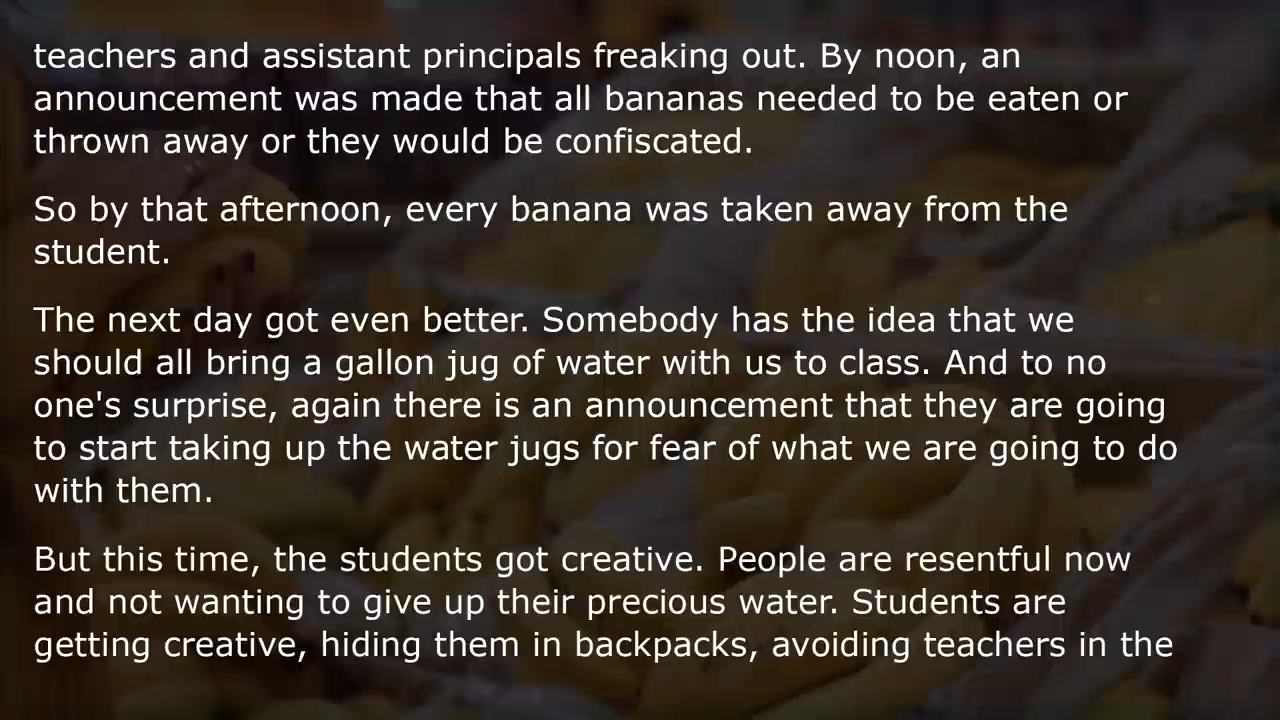 teachers and assistant principals freaking out. By noon, an
announcement was made that all bananas needed to be eaten or
thrown away or they would be confiscated.
So by that afternoon, every banana was taken away from the
student.
The next day got even better. Somebody has the idea that we
should all bring a gallon jug of water with us to class. And to no
one's surprise, again there is an announcement that they are going
to start taking up the water jugs for fear of what we are going to do
with them.
But this time, the students got creative. People are resentful now
and not wanting to give up their precious water. Students are
getting creative, hiding them in backpacks, avoiding teachers in the